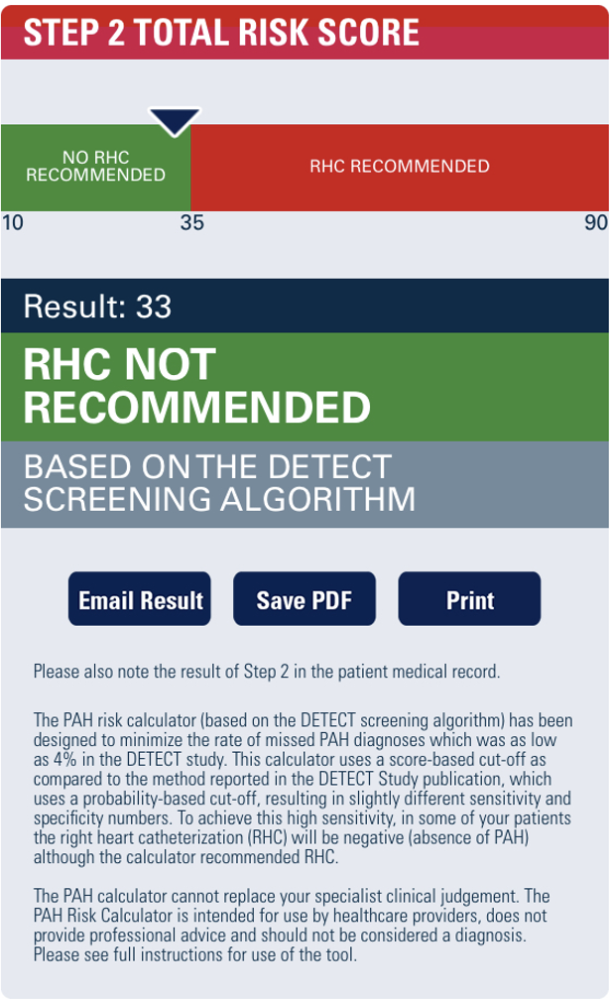 STEP 2 TOTAL RISK SCORE
NO RHC
RECOMMENDED
RHC RECOMMENDED
10
35
90
Result: 33
RHC NOT
RECOMMENDED
BASED ON THE DETECT
SCREENING ALGORITHM
Email Result
Save PDF
Print
Please also note the result of Step 2 in the patient medical record.
The PAH risk calculator (based on the DETECT screening algorithm) has been
designed to minimize the rate of missed PAH diagnoses which was as low
as 4% in the DETECT study. This calculator uses a score-based cut-off as
compared to the method reported in the DETECT Study publication, which
uses a probability-based cut-off, resulting in slightly different sensitivity and
specificity numbers. To achieve this high sensitivity, in some of your patients
the right heart catheterization (RHC) will be negative (absence of PAH)
although the calculator recommended RHC.
The PAH calculator cannot replace your specialist clinical judgement. The
PAH Risk Calculator is intended for use by healthcare providers, does not
provide professional advice and should not be considered a diagnosis.
Please see full instructions for use of the tool.